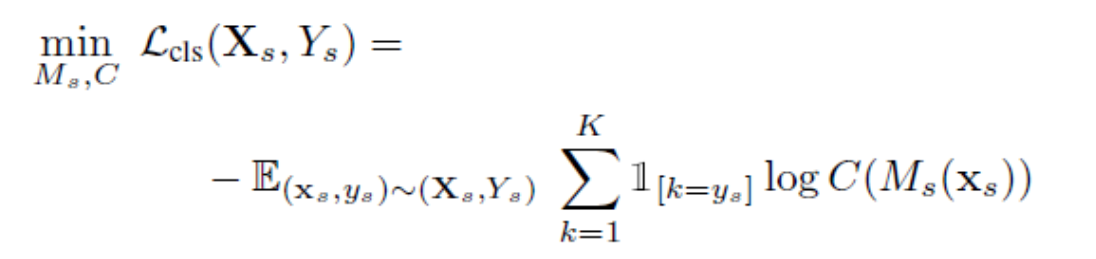 \min_{M_s, C} \mathcal{L}_{\text{cls}}(\mathbf{X}_s, Y_s) =
- \mathbb{E}_{(\mathbf{x}_s, y_s) \sim (\mathbf{X}_s, Y_s)} \sum_{k=1}^{K} \mathbb{1}_{[k=y_s]} \log C(M_s(\mathbf{x}_s))